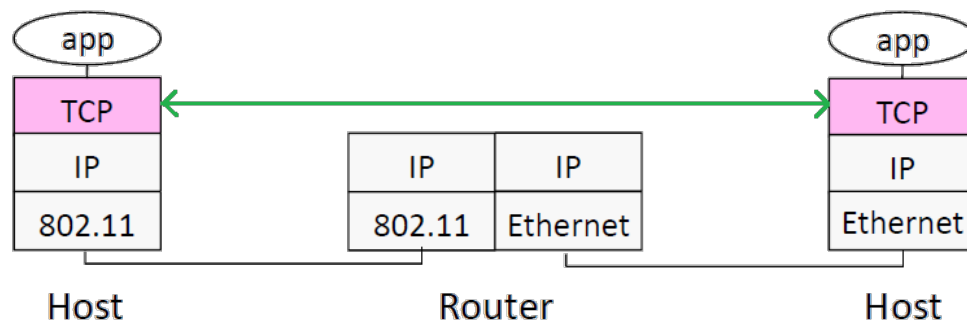 app
app
TCP
TCP
IP
IP
IP
IP
802.11
802.11
Ethernet
Ethernet
Host
Router
Host